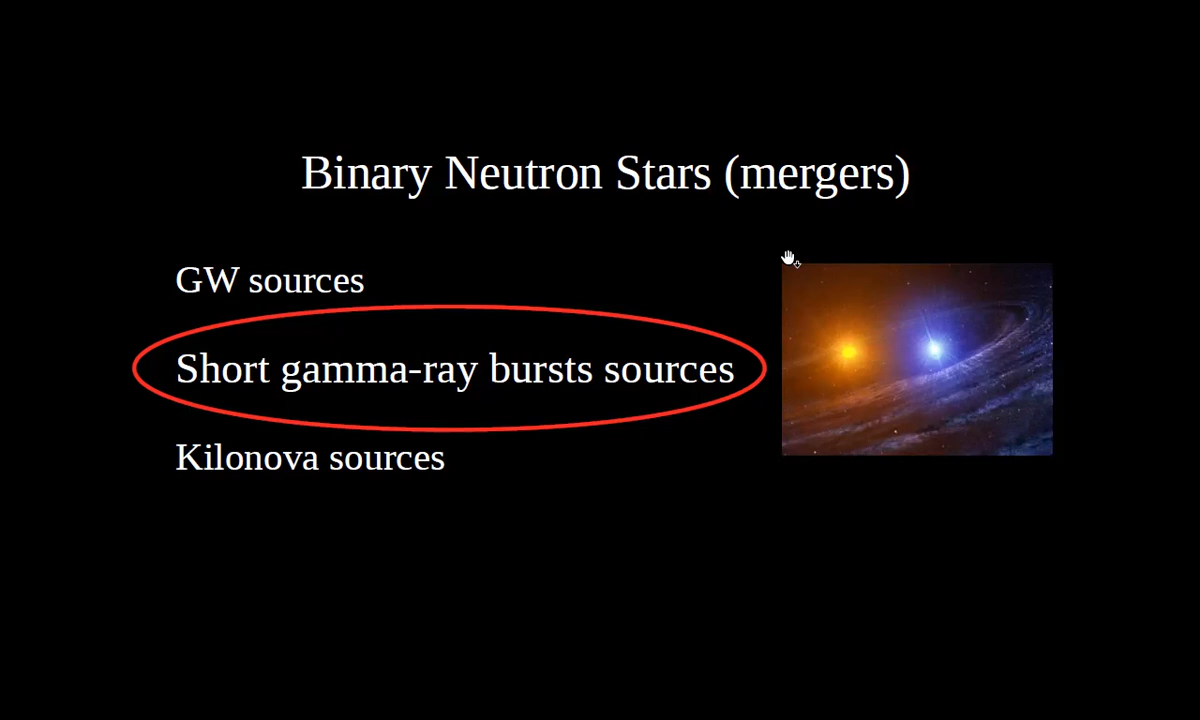 Binary Neutron Stars (mergers)
GW sources
Short gamma-ray bursts sources
Kilonova sources